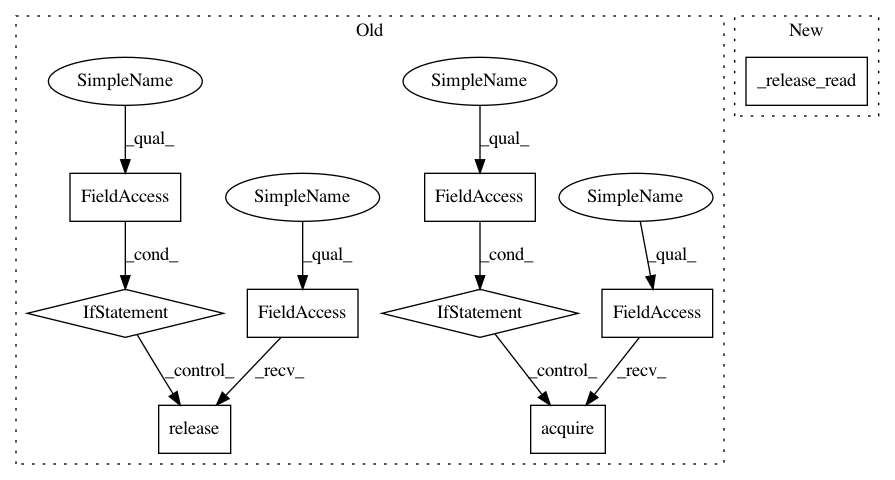 Old
New
SimpleName
SimpleName
_release_read
_qual_
_qual_
FieldAccess
SimpleName
FieldAccess
SimpleName
_cond_
_qual_
_cond_
_qual_
IfStatement
FieldAccess
IfStatement
FieldAccess
_control_
_recv_
_control_
_recv_
release
acquire